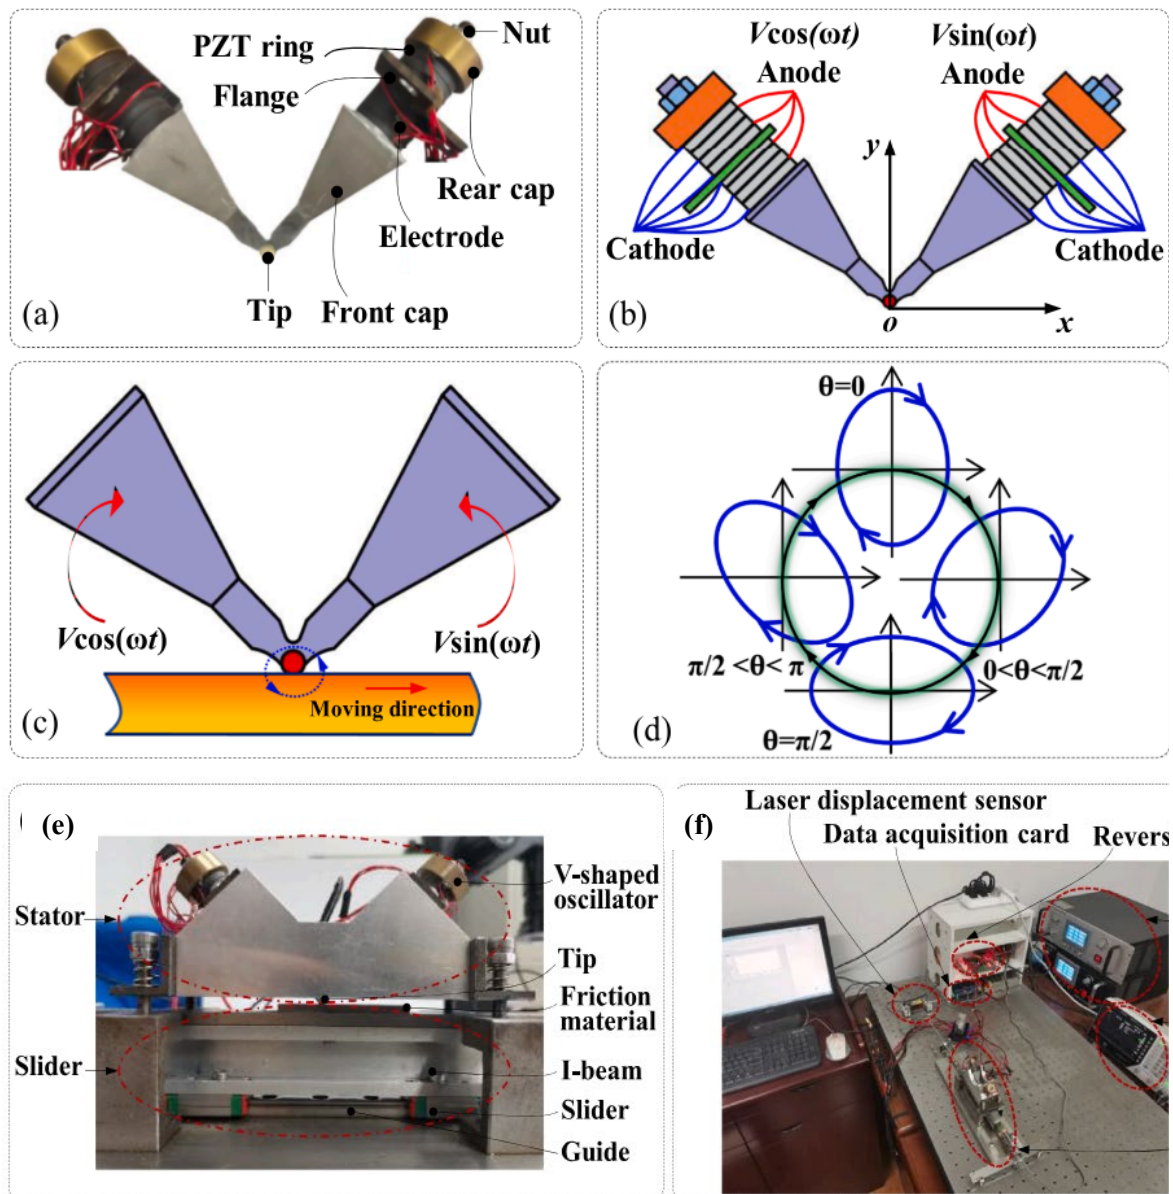 PZT ring
Nut
Flange
Rear cap
Electrode
Tip
Front cap
(a)
Vcos(ωt)
Anode
Vsin(ωt)
Anode
y
Cathode
Cathode
o
x
(b)
Vcos(ωt)
Vsin(ωt)
Moving direction
(c)
θ=0
π/2 <θ< π
0<θ<π/2
θ=π/2
(d)
(e)
Stator
V-shaped
oscillator
Tip
Friction
material
Slider
I-beam
Slider
Guide
(f)
Laser displacement sensor
Data acquisition card
Revers